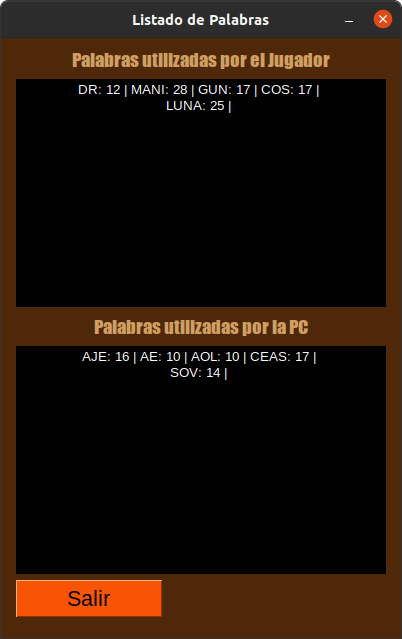 Listado de Palabras
Palabras utilizadas por el Jugador
DR: 12 | MANI: 28 | GUN: 17 | COS: 17 |
LUNA: 25 |
Palabras utilizadas por la PC
AJE: 16 | AE: 10 | AOL: 10 | CEAS: 17 |
SOV: 14 |
Salir